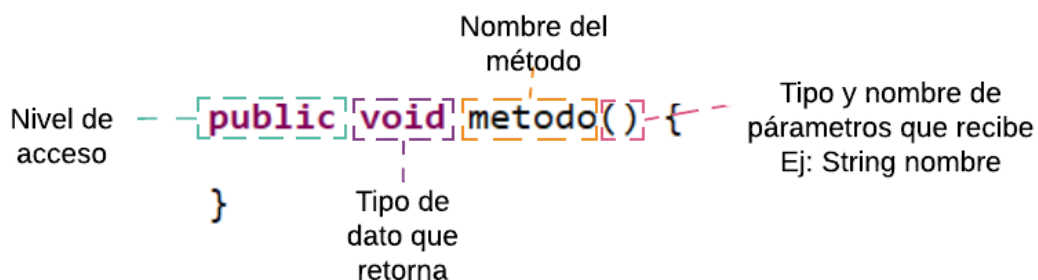 Nombre del
método
Nivel de
acceso
public void metodo() {
Tipo y nombre de
párametros que recibe
Ej: String nombre
}
Tipo de
dato que
retorna